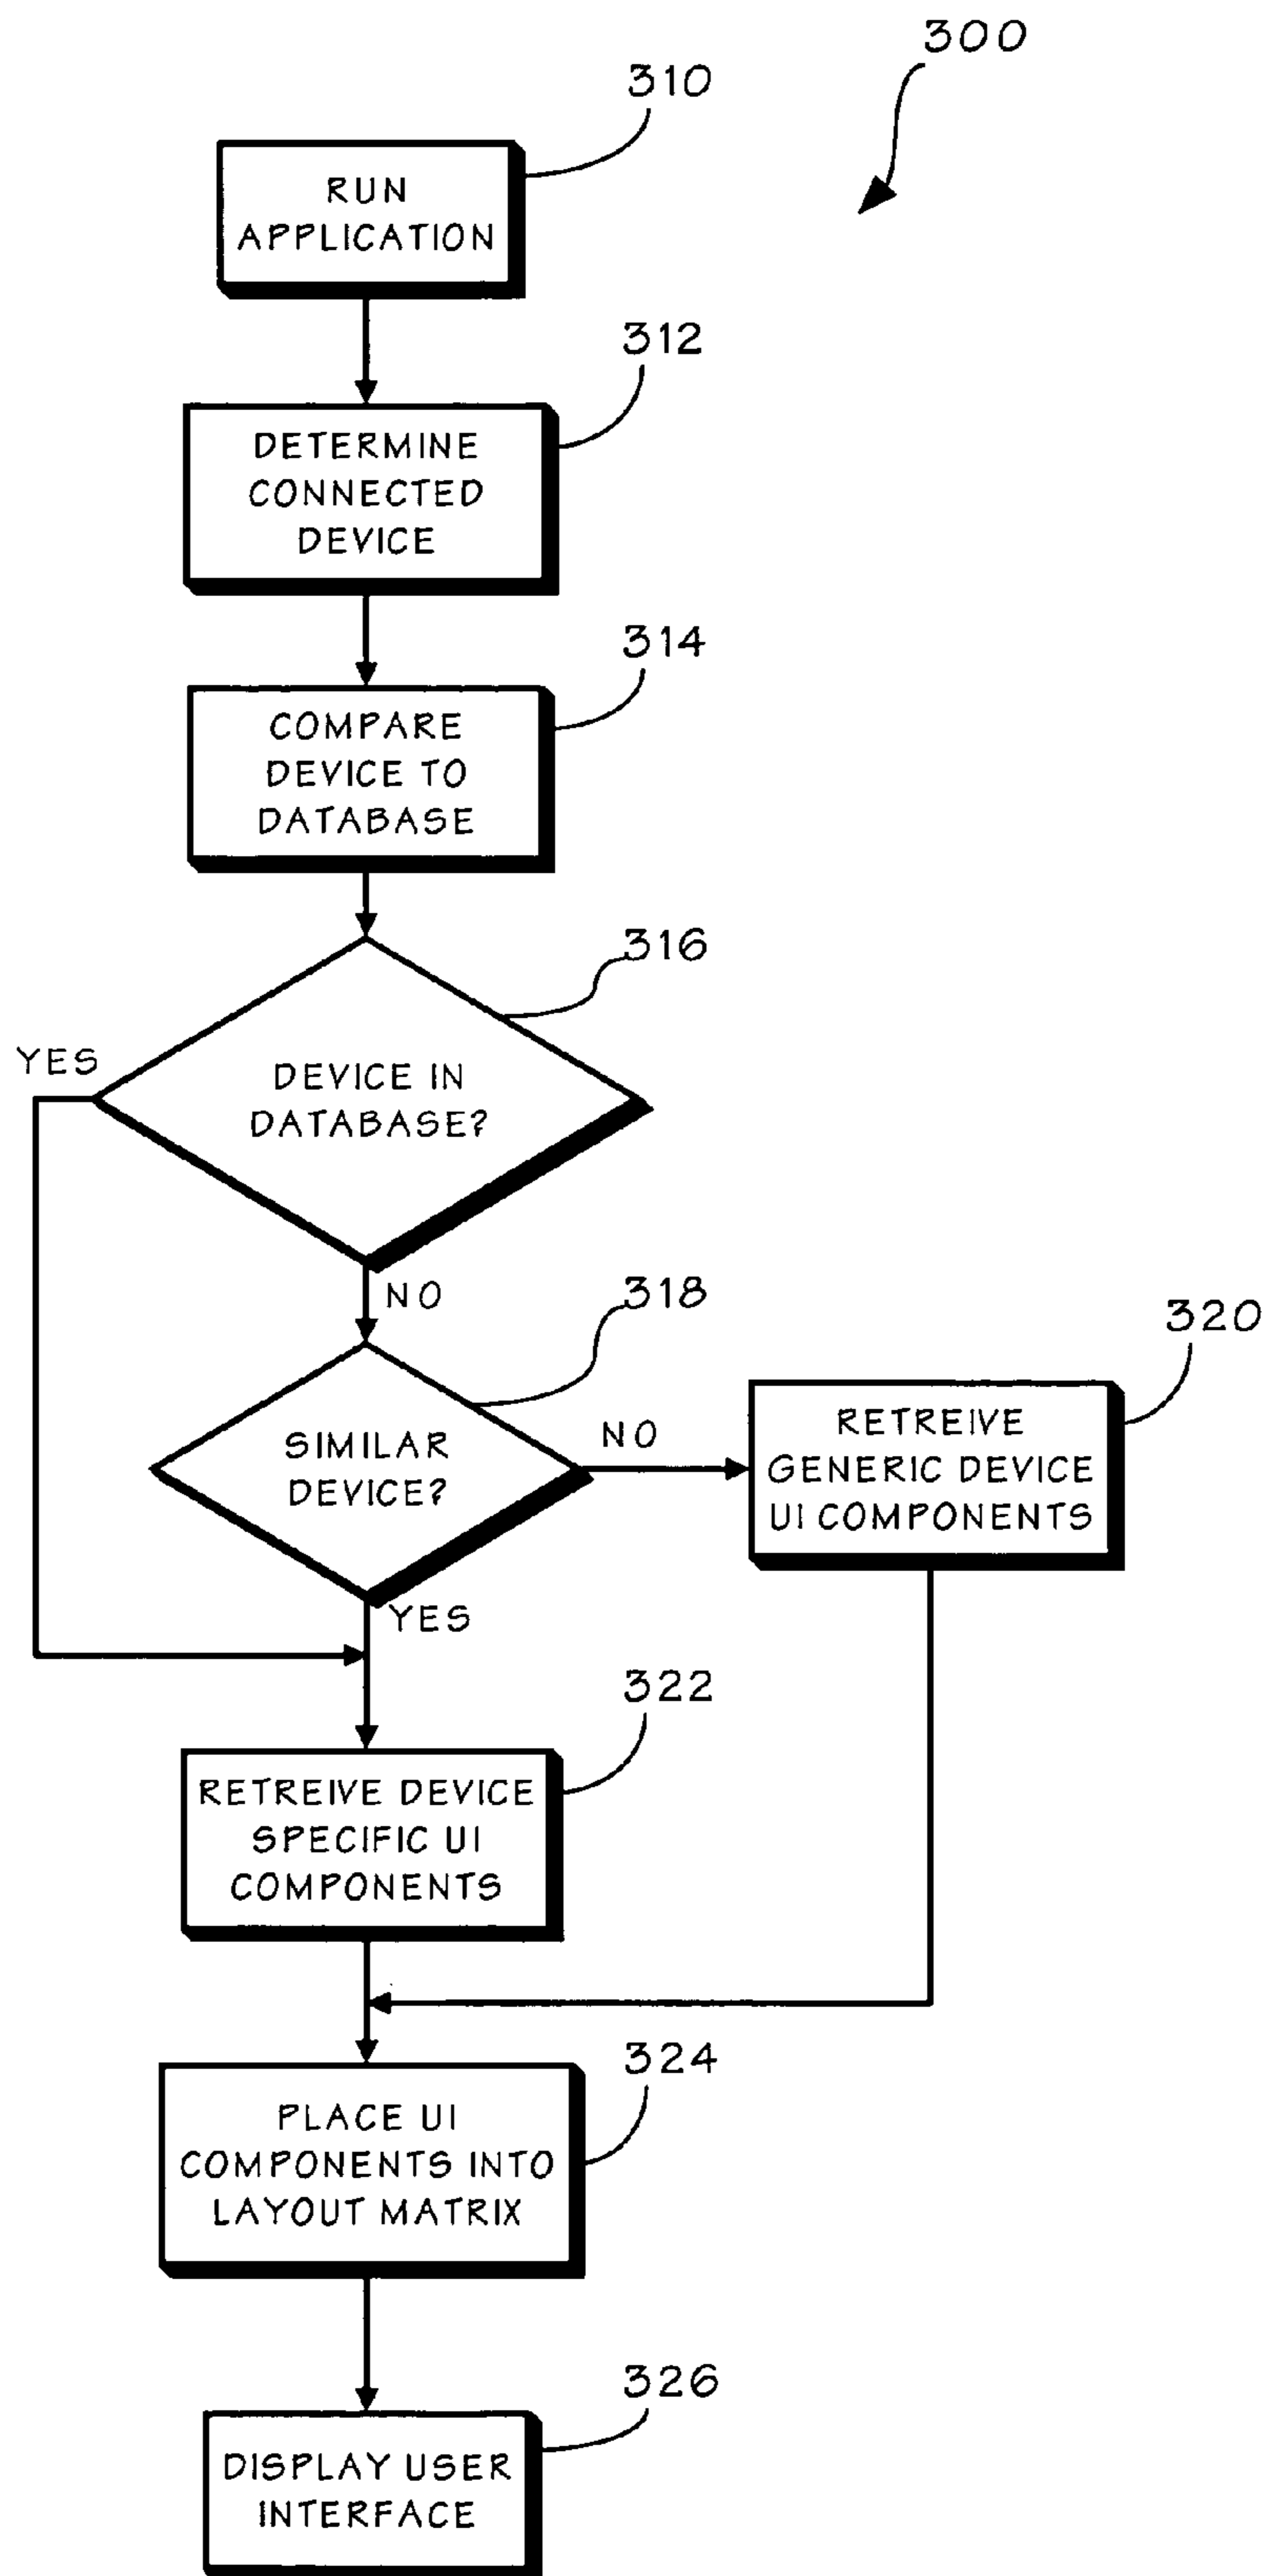 300
310
RUN
APPLICATION
312
DETERMINE
CONNECTED
DEVICE
314
COMPARE
DEVICE TO
DATABASE
316
YES
DEVICE IN
DATABASE?
NO
318
SIMILAR
DEVICE?
NO
YES
320
RETREIVE
GENERIC DEVICE
UI COMPONENTS
322
RETREIVE DEVICE
SPECIFIC UI
COMPONENTS
324
PLACE UI
COMPONENTS INTO
LAYOUT MATRIX
326
DISPLAY USER
INTERFACE